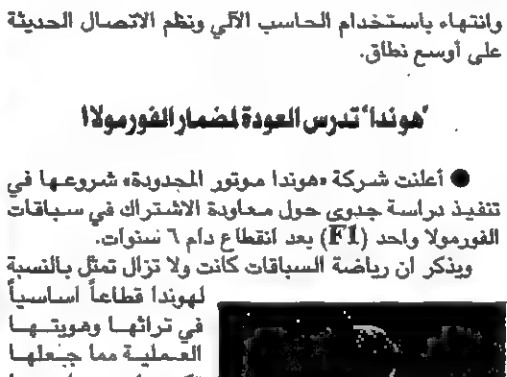 وانتهاء باستخدام الحاسب الآلي ونظم الاتصال الحديثة
على أوسع نطاق.
"هوندا" تدرس العودة لمضمار الفورمولا١
● أعلنت شركة «هوندا موتور المحدودة» شروعها في
تنفيذ دراسة جدوى حول معاودة الاشتراك في سباقات
الفورمولا واحد (F1) بعد انقطاع دام ٦ سنوات.
ويذكر ان رياضة السباقات كانت ولا تزال تمثل بالنسبة
لهوندا قطاعاً اساسياً
في تراثها وهويتها
العملية مما جعلها